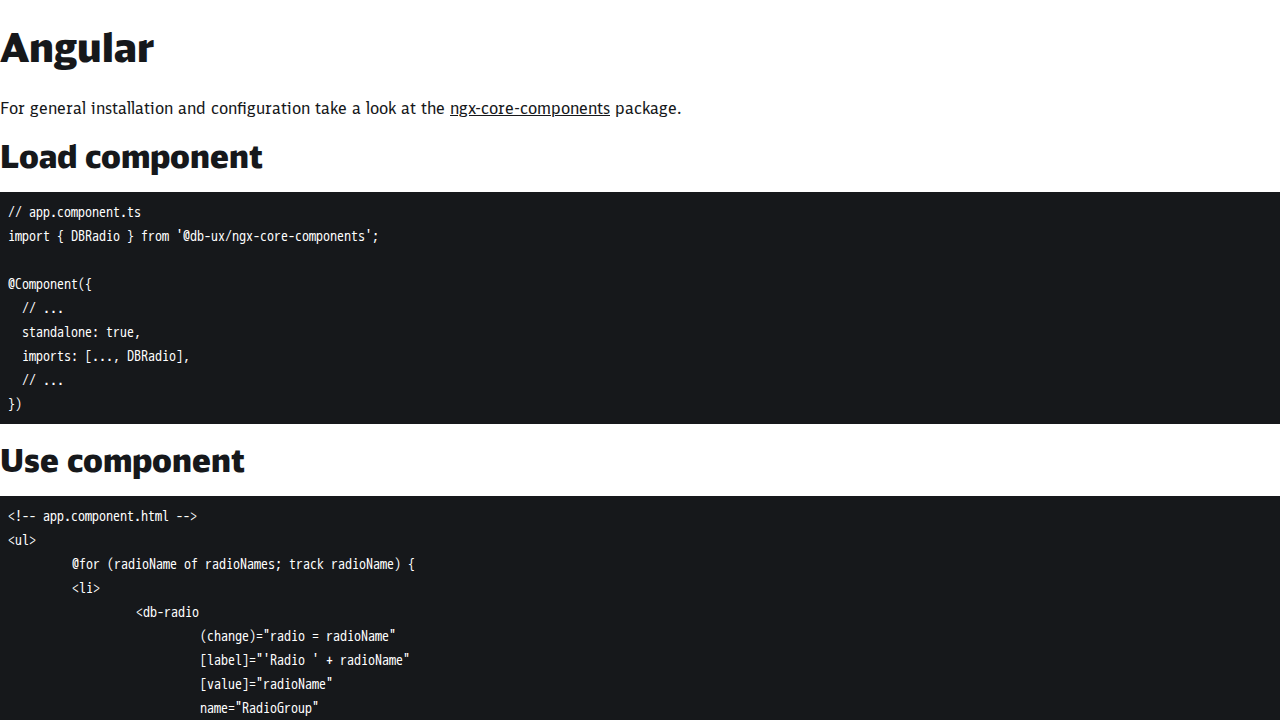 Angular
For general installation and configuration take a look at the ngx-core-components package.
Load component
// app.component.ts
import { DBRadio } from '@db-ux/ngx-core-components';
@Component({
  // ...
  standalone: true,
  imports: [..., DBRadio],
  // ...
})
Use component
<!-- app.component.html -->
<ul>
	@for (radioName of radioNames; track radioName) {
	<li>
		<db-radio
			(change)="radio = radioName"
			[label]="'Radio ' + radioName"
			[value]="radioName"
			name="RadioGroup"